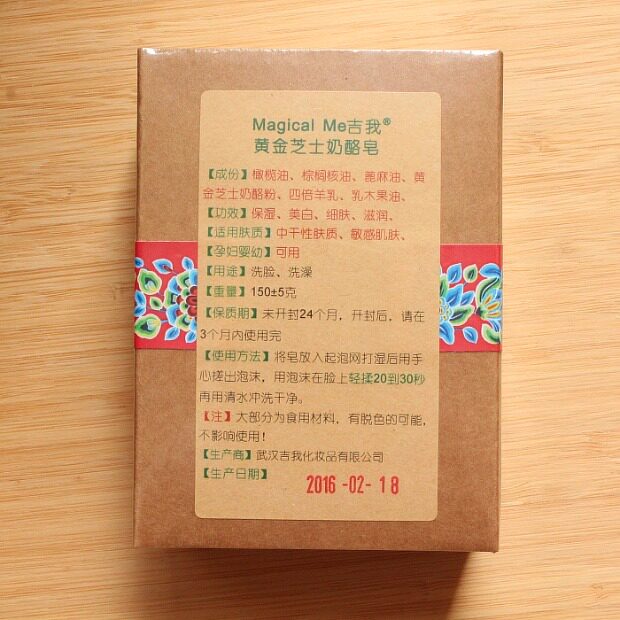 Magical Me吉我®
黄金芝士奶酪皂
【成份】橄榄油、棕榈核油、蓖麻油、黄
金芝士奶酪粉、四倍羊乳、乳木果油、
【功效】保湿、美白、细肤、滋润、
【适用肤质】中干性肤质、敏感肌肤、
【孕妇婴幼】可用
【用途】洗脸、洗澡
【重量】150±5克
【保质期】未开封24个月，开封后，请在
3个月内使用完
【使用方法】将皂放入起泡网打湿后用手
心搓出泡沫，用泡沫在脸上轻揉20到30秒
再用清水冲洗干净。
【注】大部分为食用材料，有脱色的可能，
不影响使用！
【生产商】武汉吉我化妆品有限公司
【生产日期】
2016-02-18